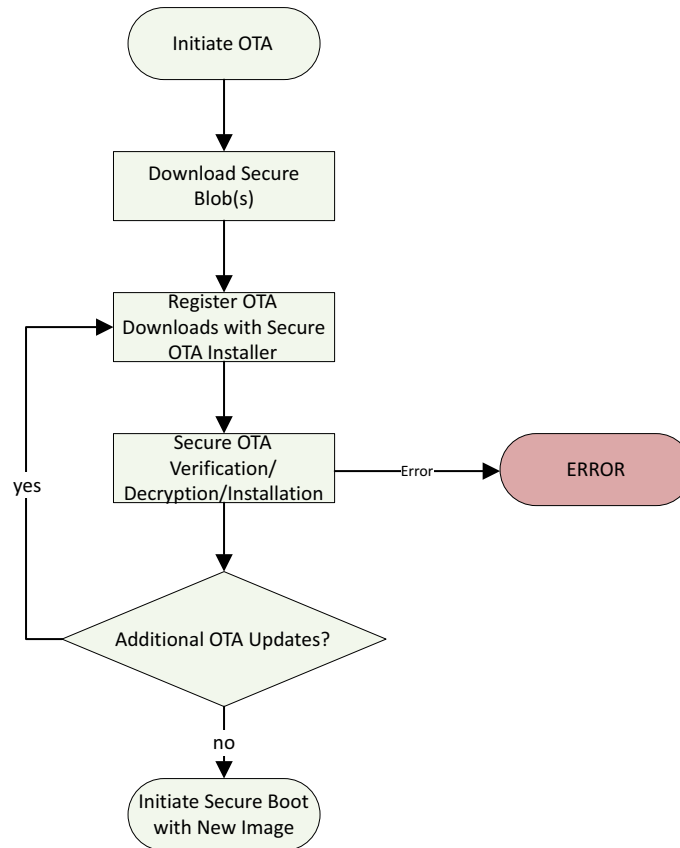 Initiate OTA
Download Secure
Blob(s)
Register OTA
Downloads with Secure
OTA Installer
Secure OTA
Verification/
Decryption/Installation
Error
ERROR
yes
Additional OTA Updates?
no
Initiate Secure Boot
with New Image